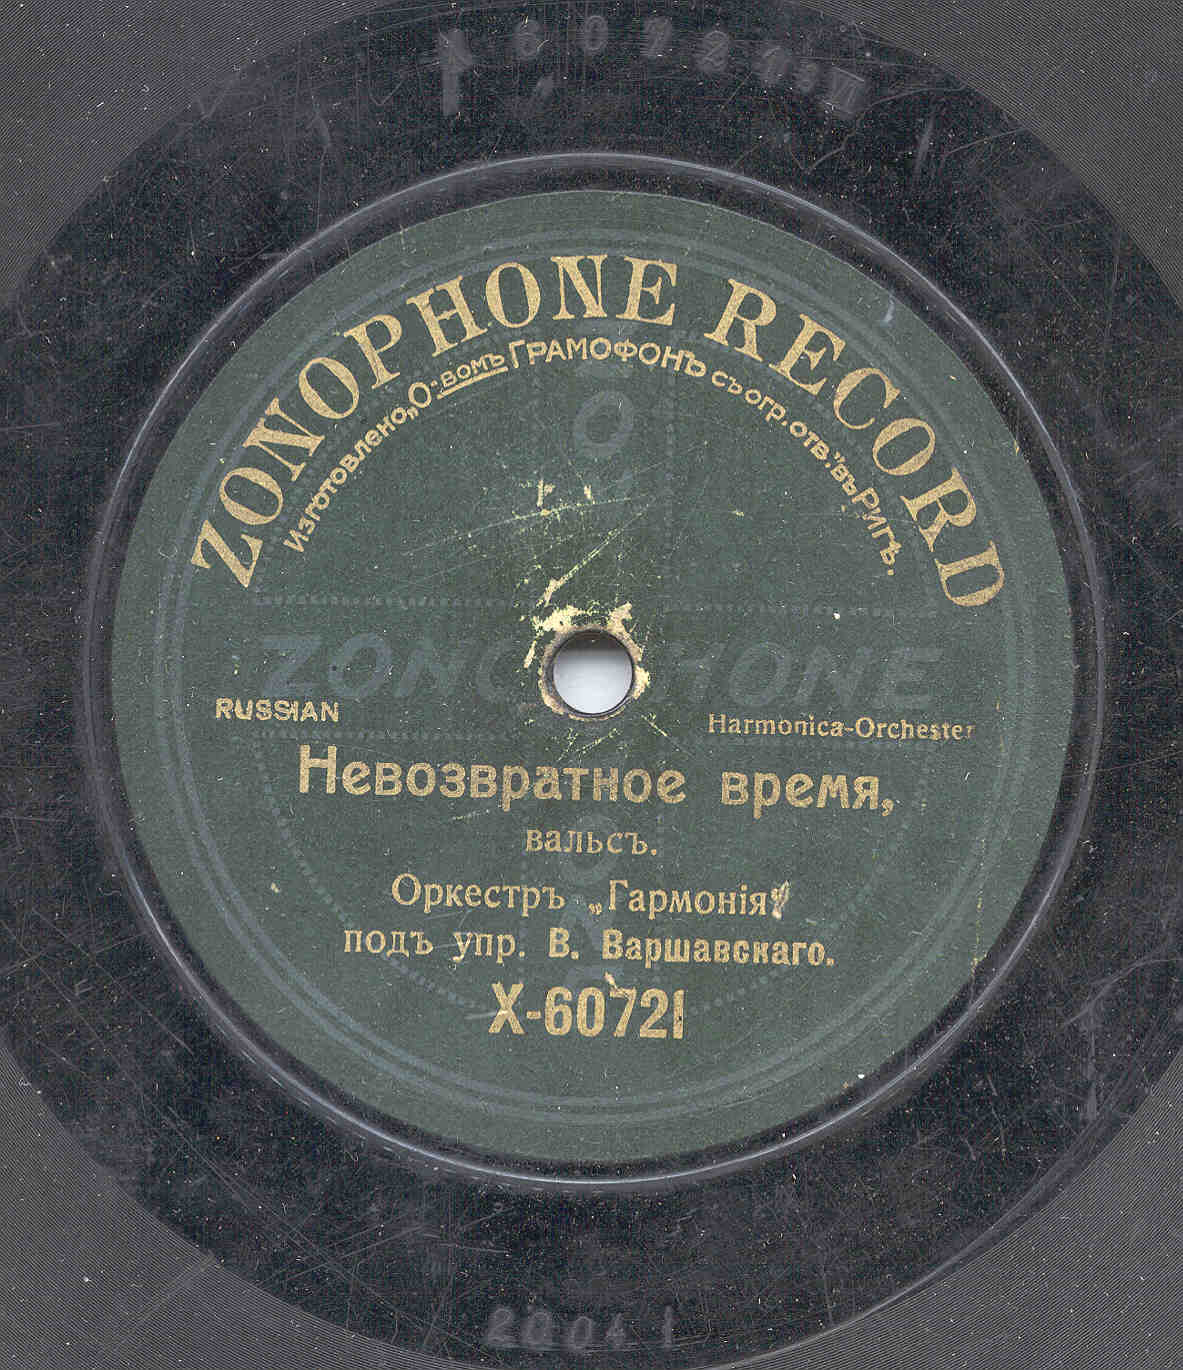 ZONOPHONE RECORD
Изготовлено „О-вомъ ГРАМОФОНЪ съ огр. отв." въ Ригѣ.
ZONOPHONE
RUSSIAN
Harmonica-Orchester
Невозвратное время,
вальсъ.
Оркестръ „Гармонія"
подъ упр. В. Варшавскаго.
X-60721